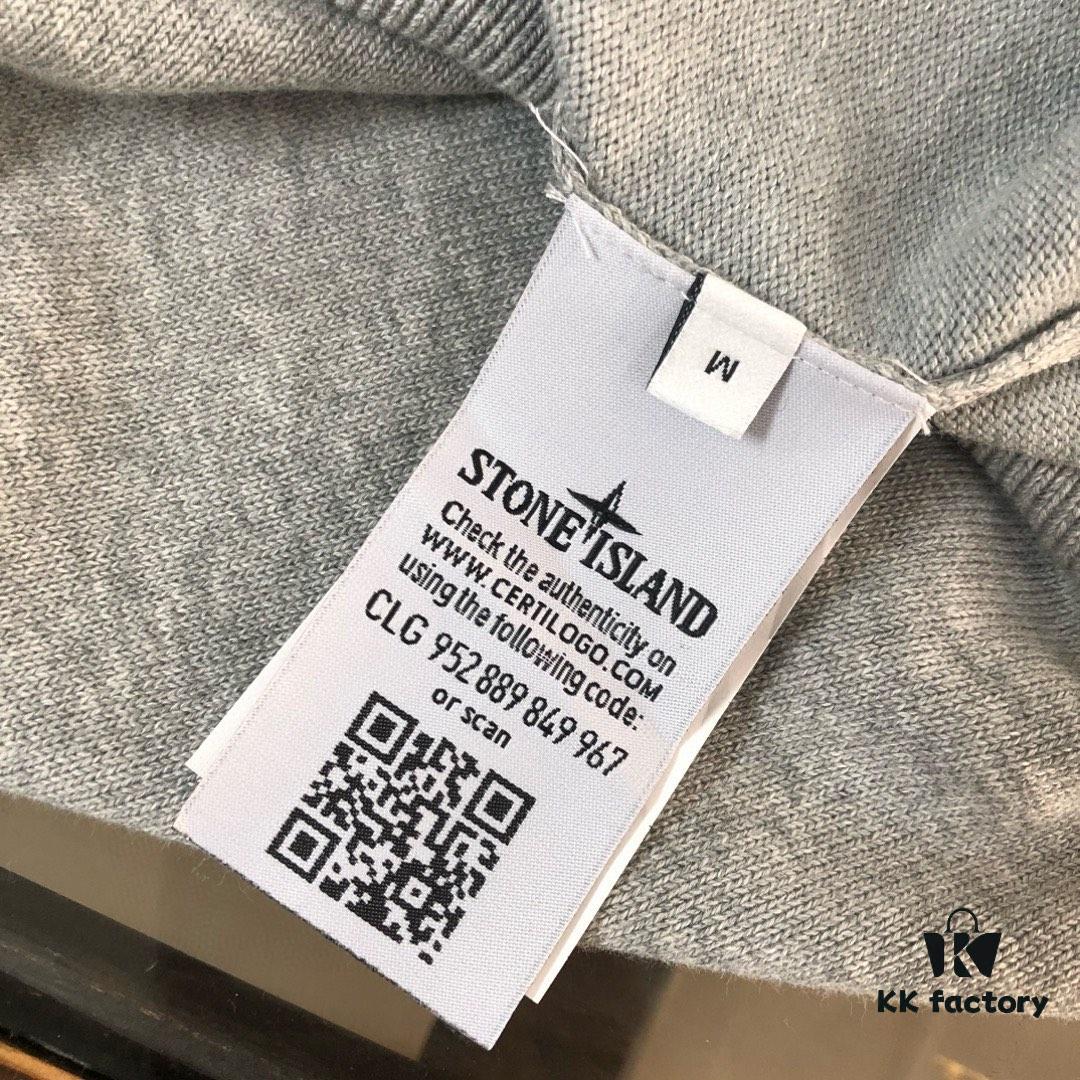 M
STONE ISLAND
Check the authenticity on
WWW.CERTILOGO.COM
using the following code:
CLG 952 889 849 967
or scan
KK factory